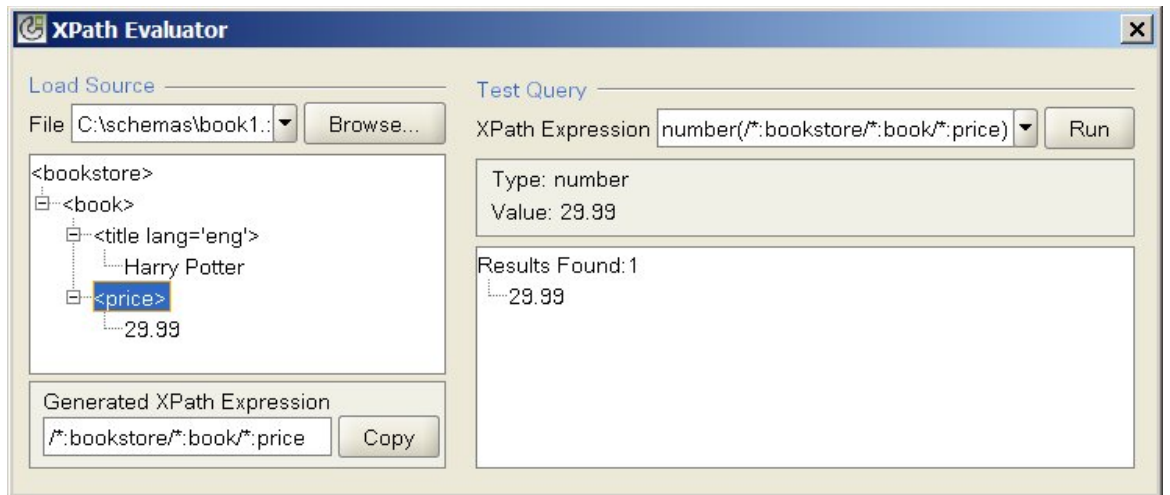 XPath Evaluator
Load Source
File C:\schemas\book1.: Browse...
<bookstore>
<book>
<title lang='eng'>
Harry Potter
<price>
29.99
Generated XPath Expression
/*:bookstore/*:book/*:price Copy
Test Query
XPath Expression number(/*:bookstore/*:book/*:price) Run
Type: number
Value: 29.99
Results Found:1
29.99